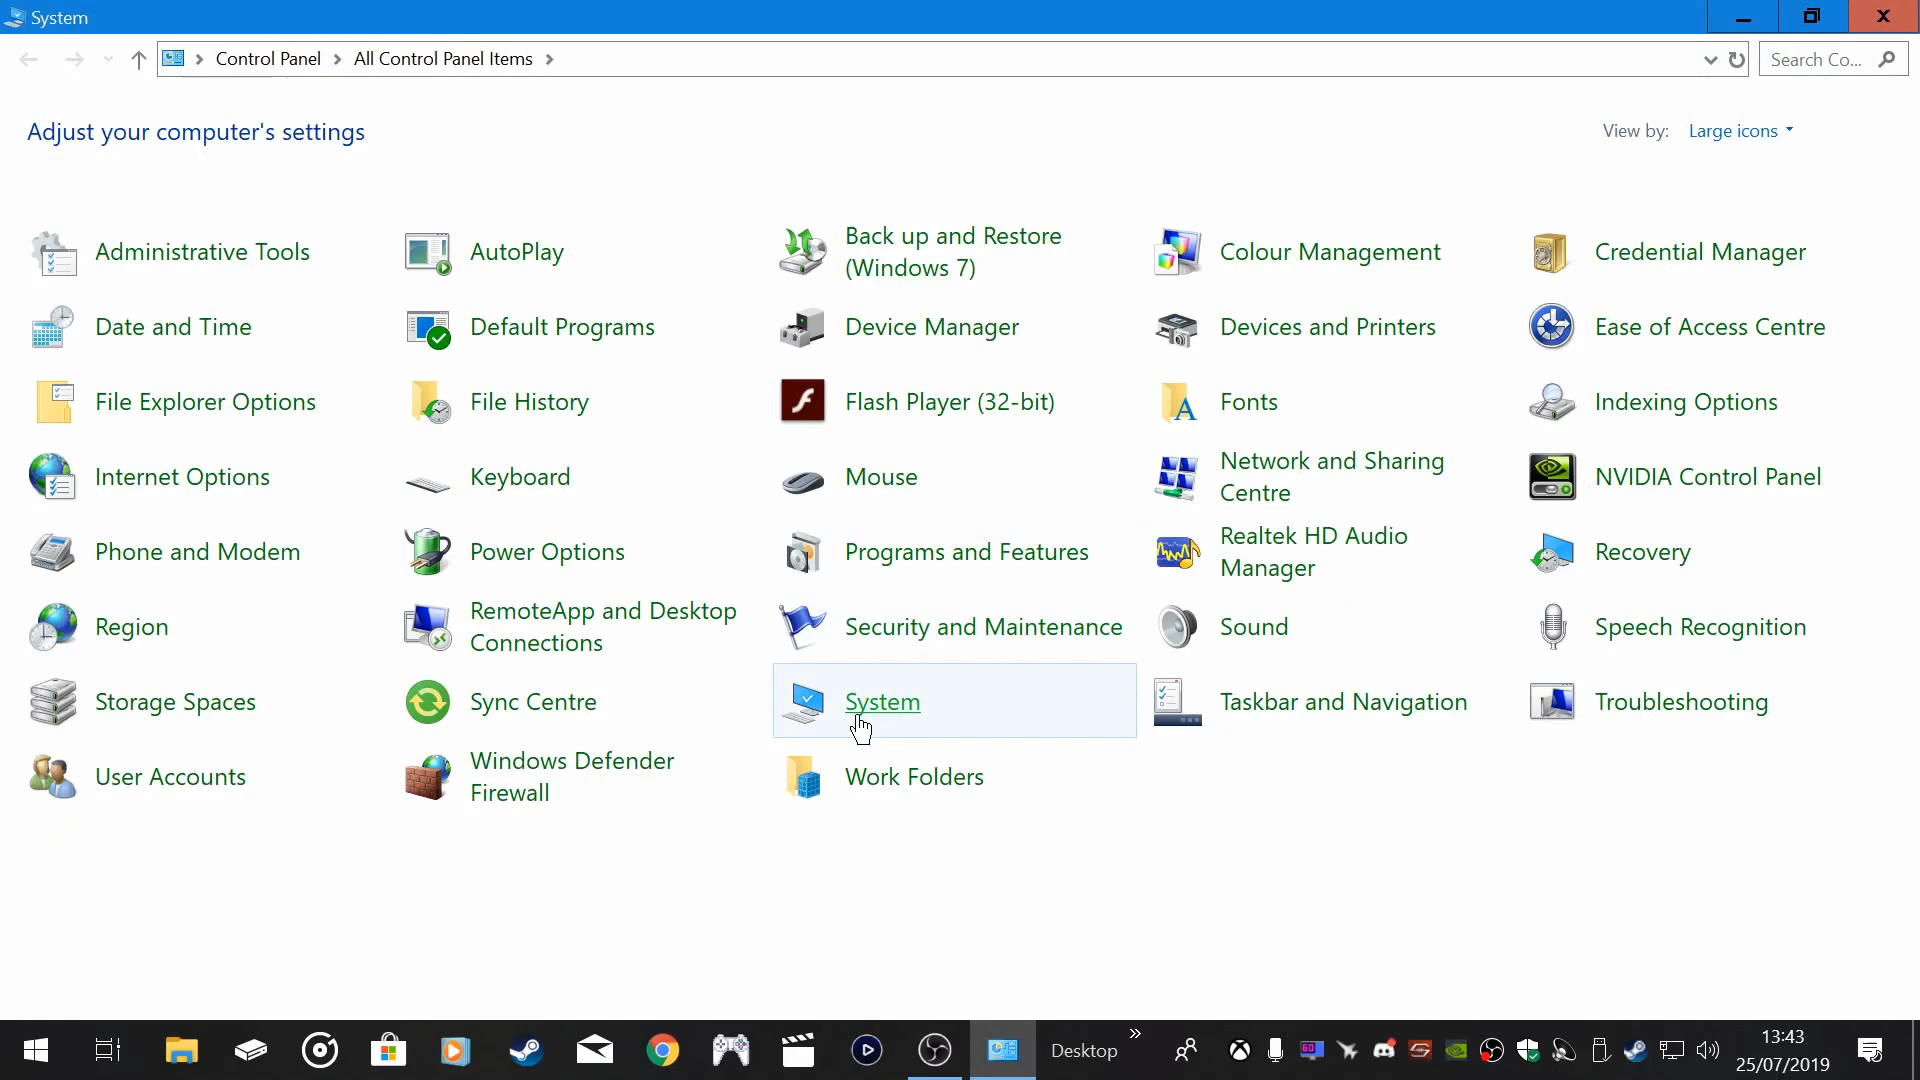 System
Control Panel
All Control Panel Items
Search Co...
Adjust your computer's settings
View by:
Large icons
Administrative Tools
AutoPlay
Back up and Restore
(Windows 7)
Colour Management
Credential Manager
Date and Time
Default Programs
Device Manager
Devices and Printers
Ease of Access Centre
File Explorer Options
File History
Flash Player (32-bit)
Fonts
Indexing Options
Internet Options
Keyboard
Mouse
Network and Sharing
Centre
NVIDIA Control Panel
Phone and Modem
Power Options
Programs and Features
Realtek HD Audio
Manager
Recovery
Region
RemoteApp and Desktop
Connections
Security and Maintenance
Sound
Speech Recognition
Storage Spaces
Sync Centre
System
Taskbar and Navigation
Troubleshooting
User Accounts
Windows Defender
Firewall
Work Folders
Desktop
60
13:43
25/07/2019